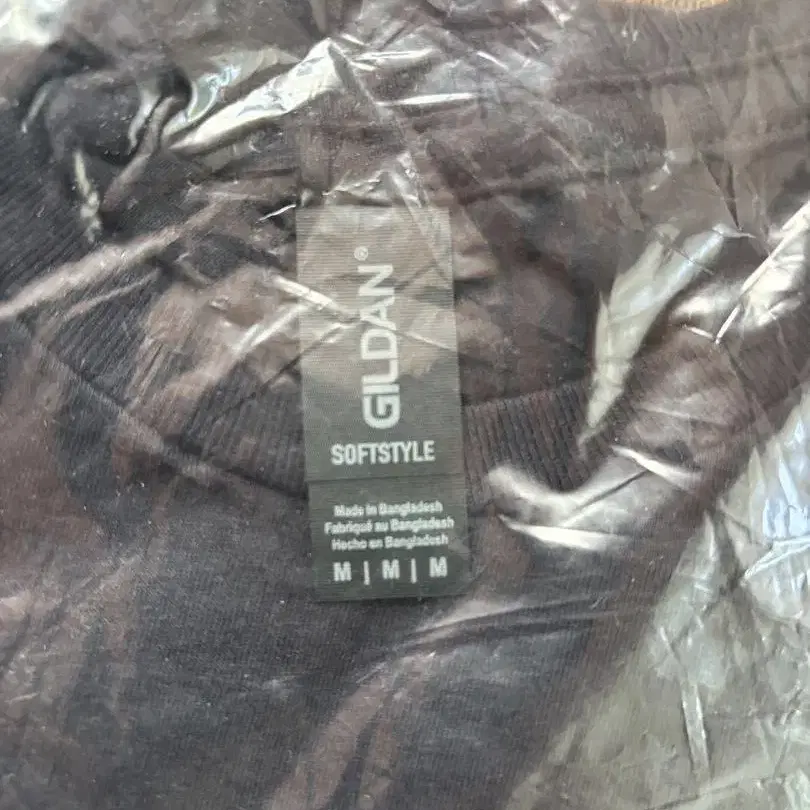 GILDAN®
SOFTSTYLE
Made in Bangladesh
Fabriqué au Bangladesh
Hecho en Bangladesh
M | M | M